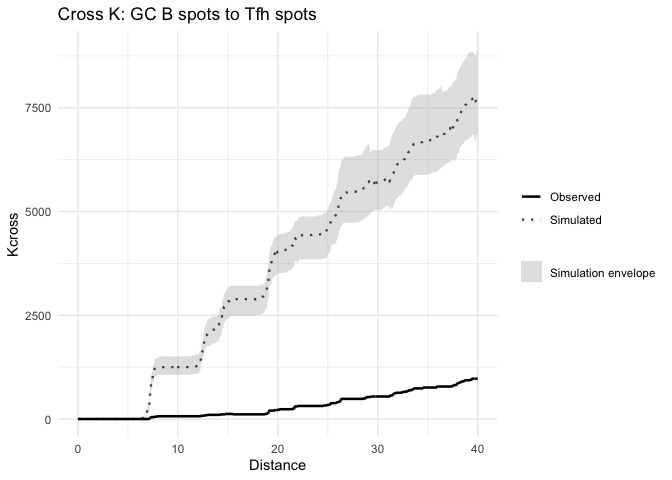 Cross K: GC B spots to Tfh spots
Kcross
7500
5000
2500
0
0 10 20 30 40
Distance
Observed
Simulated
Simulation envelope